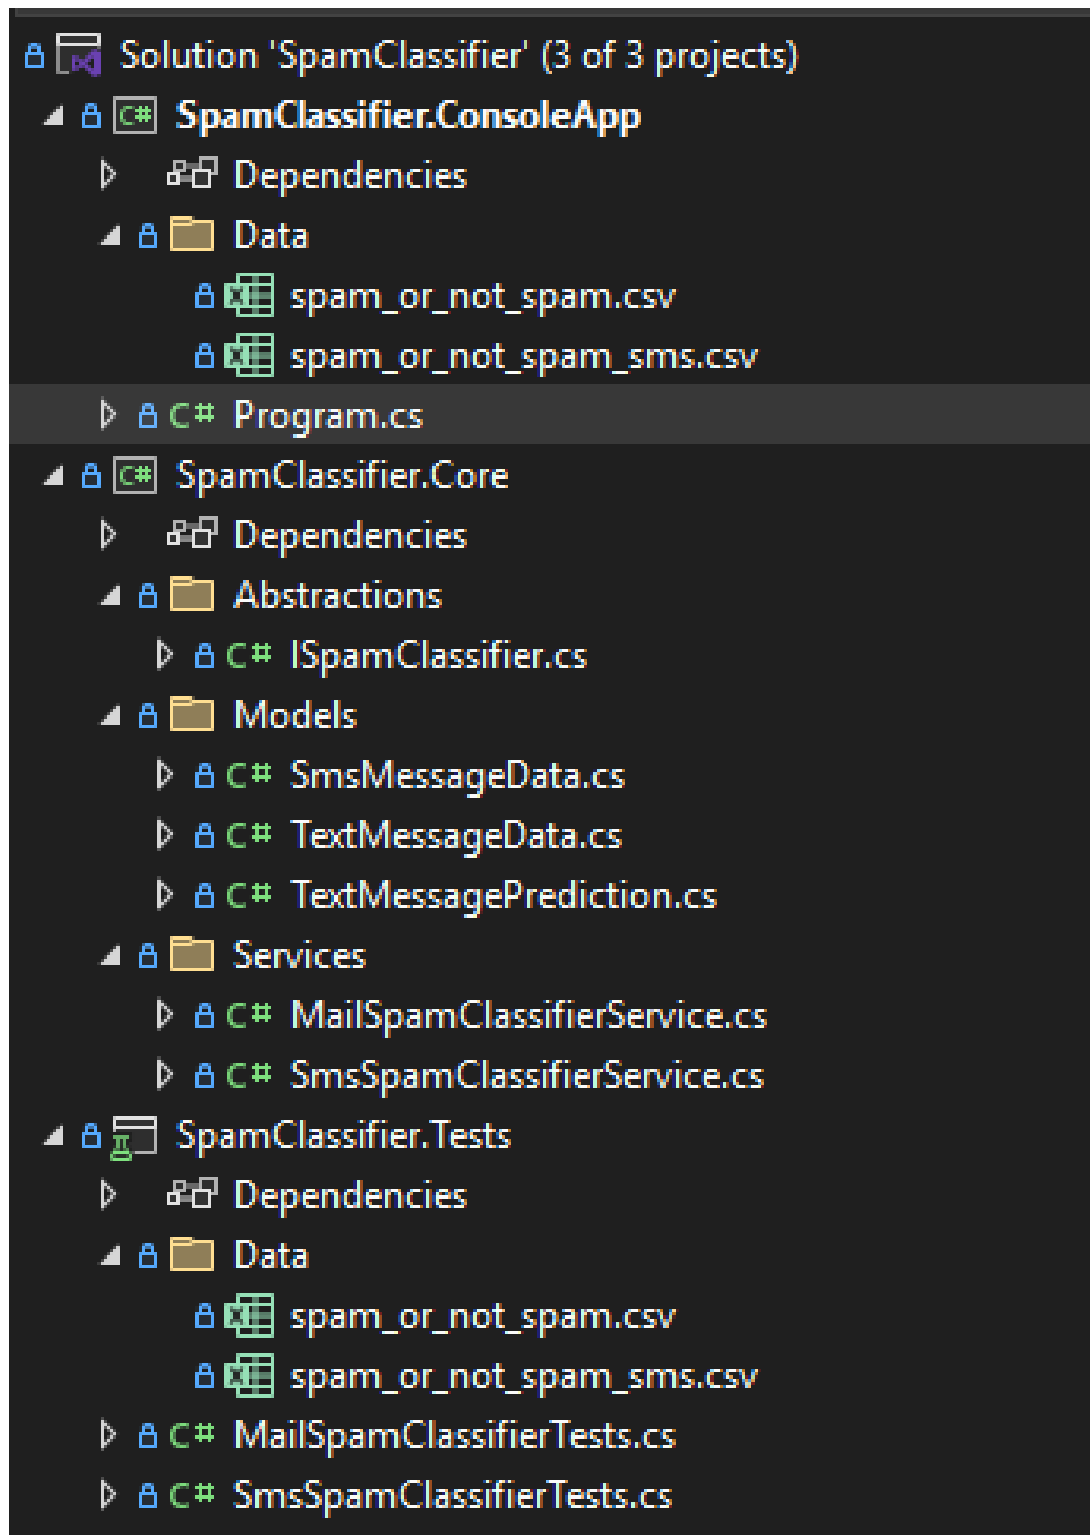 Solution 'SpamClassifier' (3 of 3 projects)
C# SpamClassifier.ConsoleApp
Dependencies
Data
spam_or_not_spam.csv
spam_or_not_spam_sms.csv
C# Program.cs
C# SpamClassifier.Core
Dependencies
Abstractions
C# ISpamClassifier.cs
Models
C# SmsMessageData.cs
C# TextMessageData.cs
C# TextMessagePrediction.cs
Services
C# MailSpamClassifierService.cs
C# SmsSpamClassifierService.cs
SpamClassifier.Tests
Dependencies
Data
spam_or_not_spam.csv
spam_or_not_spam_sms.csv
C# MailSpamClassifierTests.cs
C# SmsSpamClassifierTests.cs